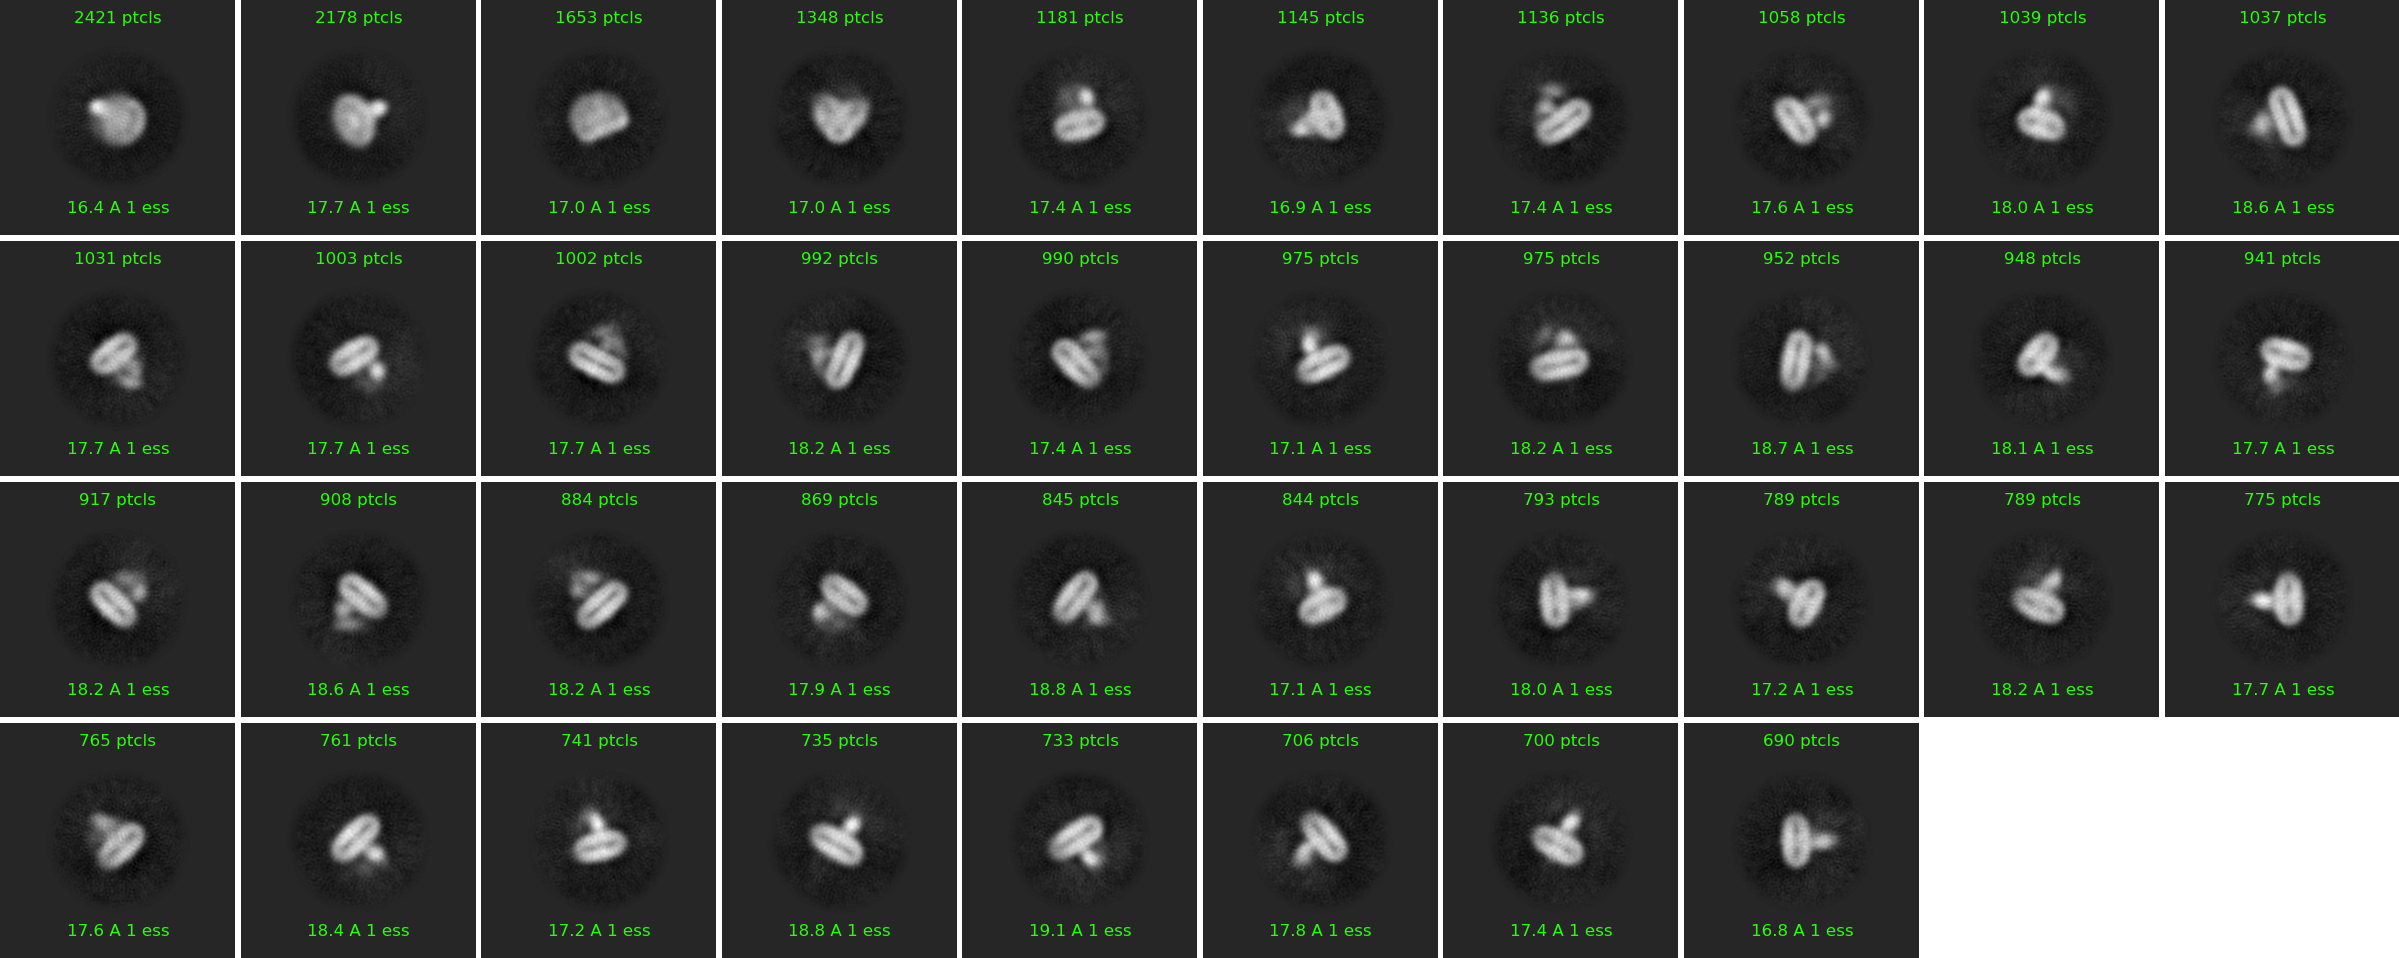 2421 ptcls 2178 ptcls 1653 ptcls 1348 ptcls 1181 ptcls 1145 ptcls 1136 ptcls 1058 ptcls 1039 ptcls 1037 ptcls
16.4 A 1 ess 17.7 A 1 ess 17.0 A 1 ess 17.0 A 1 ess 17.4 A 1 ess 16.9 A 1 ess 17.4 A 1 ess 17.6 A 1 ess 18.0 A 1 ess 18.6 A 1 ess
1031 ptcls 1003 ptcls 1002 ptcls 992 ptcls 990 ptcls 975 ptcls 975 ptcls 952 ptcls 948 ptcls 941 ptcls
17.7 A 1 ess 17.7 A 1 ess 17.7 A 1 ess 18.2 A 1 ess 17.4 A 1 ess 17.1 A 1 ess 18.2 A 1 ess 18.7 A 1 ess 18.1 A 1 ess 17.7 A 1 ess
917 ptcls 908 ptcls 884 ptcls 869 ptcls 845 ptcls 844 ptcls 793 ptcls 789 ptcls 789 ptcls 775 ptcls
18.2 A 1 ess 18.6 A 1 ess 18.2 A 1 ess 17.9 A 1 ess 18.8 A 1 ess 17.1 A 1 ess 18.0 A 1 ess 17.2 A 1 ess 18.2 A 1 ess 17.7 A 1 ess
765 ptcls 761 ptcls 741 ptcls 735 ptcls 733 ptcls 706 ptcls 700 ptcls 690 ptcls
17.6 A 1 ess 18.4 A 1 ess 17.2 A 1 ess 18.8 A 1 ess 19.1 A 1 ess 17.8 A 1 ess 17.4 A 1 ess 16.8 A 1 ess